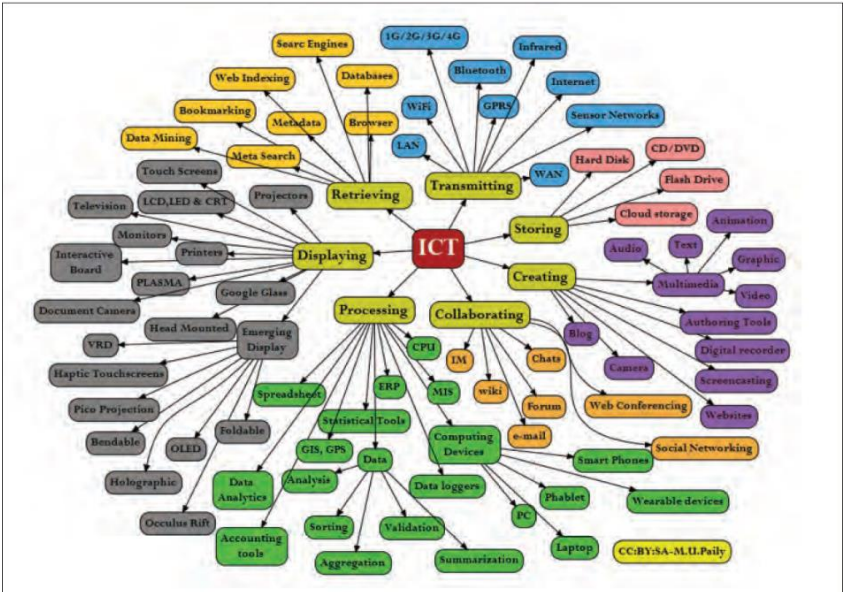 1G/2G/3G/4G
Searc Engines
Infrared
Databases
Bluetooth
Web Indexing
Internet
WiFi
GPRS
Bookmarking
Metadata
Browser
Sensor Networks
Data Mining
LAN
Meta Search
Hard Disk
CD/DVD
Touch Screens
WAN
Flash Drive
Retrieving
Transmitting
Projectors
LCD,LED & CRT
Television
Cloud storage
Storing
Animation
Monitors
ICT
Audio
Text
Interactive
Board
Printers
Displaying
Graphic
Creating
Multimedia
PLASMA
Google Glass
Video
Document Camera
Processing
Collaborating
Authoring Tools
Head Mounted
Emerging
Display
Blog
VRD
CPU
Digital recorder
IM
Chats
Camera
Haptic Touchscreens
Screencasting
Spreadsheet
ERP
MIS
wiki
Pico Projection
Forum
Web Conferencing
Websites
Statistical Tools
Foldable
Bendable
e-mail
OLED
GIS, GPS
Computing
Devices
Social Networking
Data
Smart Phones
Holographic
Data
Analytics
Analysis
Data loggers
Phablet
Wearable devices
Occulus Rift
Sorting
Validation
PC
Accounting
tools
Laptop
CC:BY:SA-M.U.Paily
Aggregation
Summarization